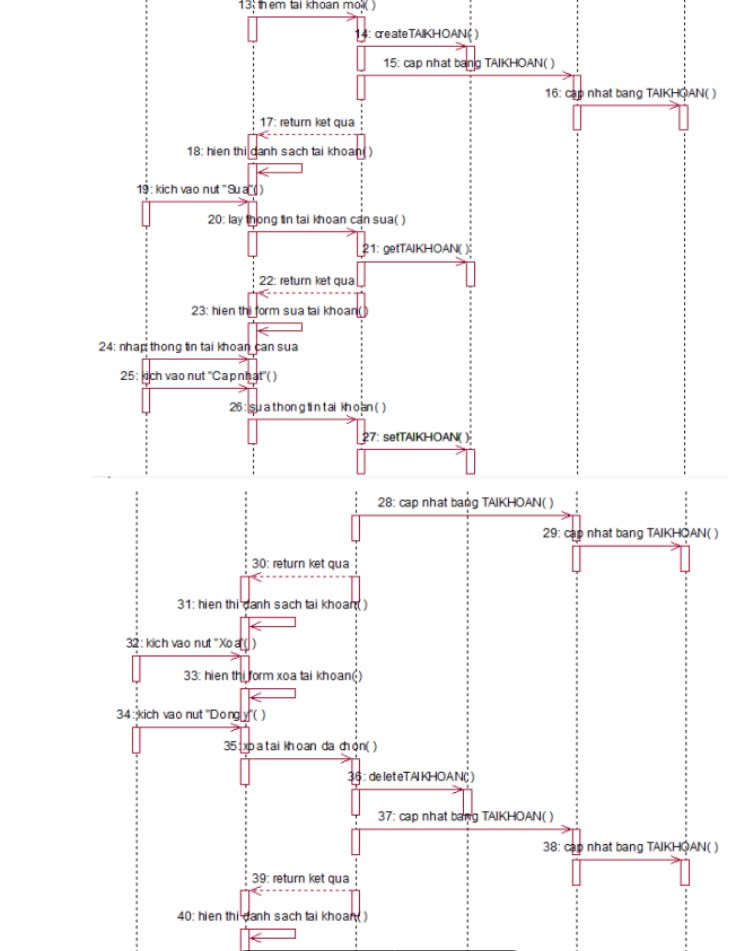 13: them tai khoan moi( )
14: createTAIKHOAN( )
15: cap nhat bang TAIKHOAN( )
16: cap nhat bang TAIKHOAN( )
17: return ket qua
18: hien thi danh sach tai khoan( )
19: kich vao nut "Sua"( )
20: lay thong tin tai khoan can sua( )
21: getTAIKHOAN( )
22: return ket qua
23: hien thi form sua tai khoan( )
24: nhap thong tin tai khoan can sua
25: kich vao nut "Cap nhat"( )
26: sua thong tin tai khoan( )
27: setTAIKHOAN( )
28: cap nhat bang TAIKHOAN( )
29: cap nhat bang TAIKHOAN( )
30: return ket qua
31: hien thi danh sach tai khoan( )
32: kich vao nut "Xoa"( )
33: hien thi form xoa tai khoan( )
34: kich vao nut "Dong y"( )
35: xoa tai khoan da chon( )
36: deleteTAIKHOAN( )
37: cap nhat bang TAIKHOAN( )
38: cap nhat bang TAIKHOAN( )
39: return ket qua
40: hien thi danh sach tai khoan( )